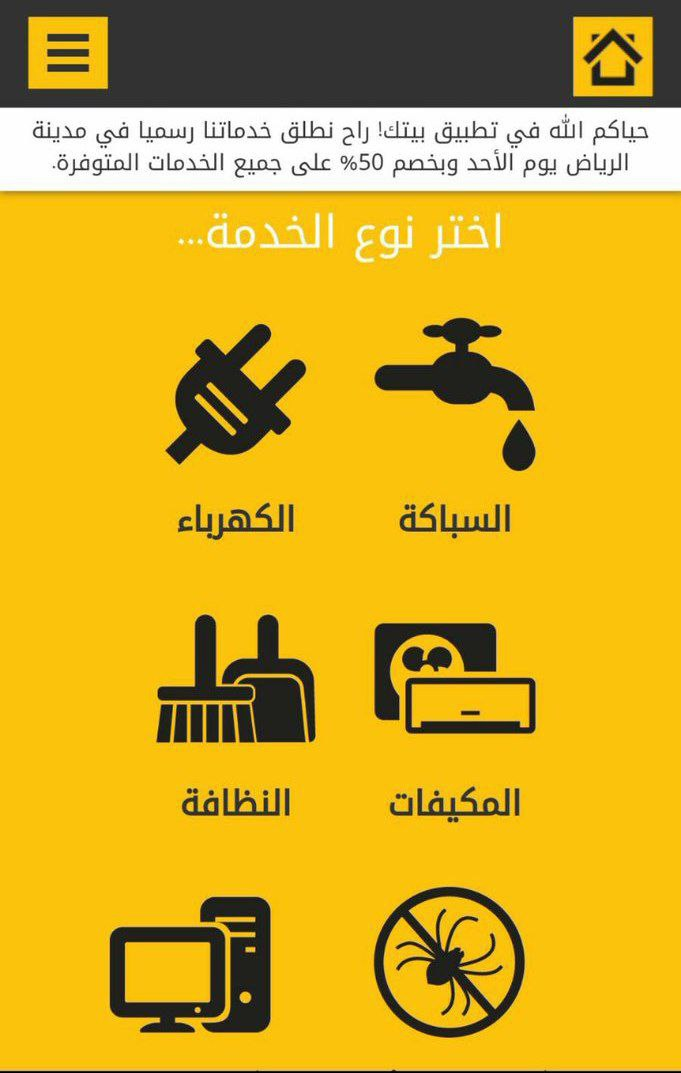 حياكم الله في تطبيق بيتك! راح نطلق خدماتنا رسميا في مدينة
الرياض يوم الأحد وبخصم 50% على جميع الخدمات المتوفرة.
اختر نوع الخدمة...
السباكة
الكهرباء
المكيفات
النظافة